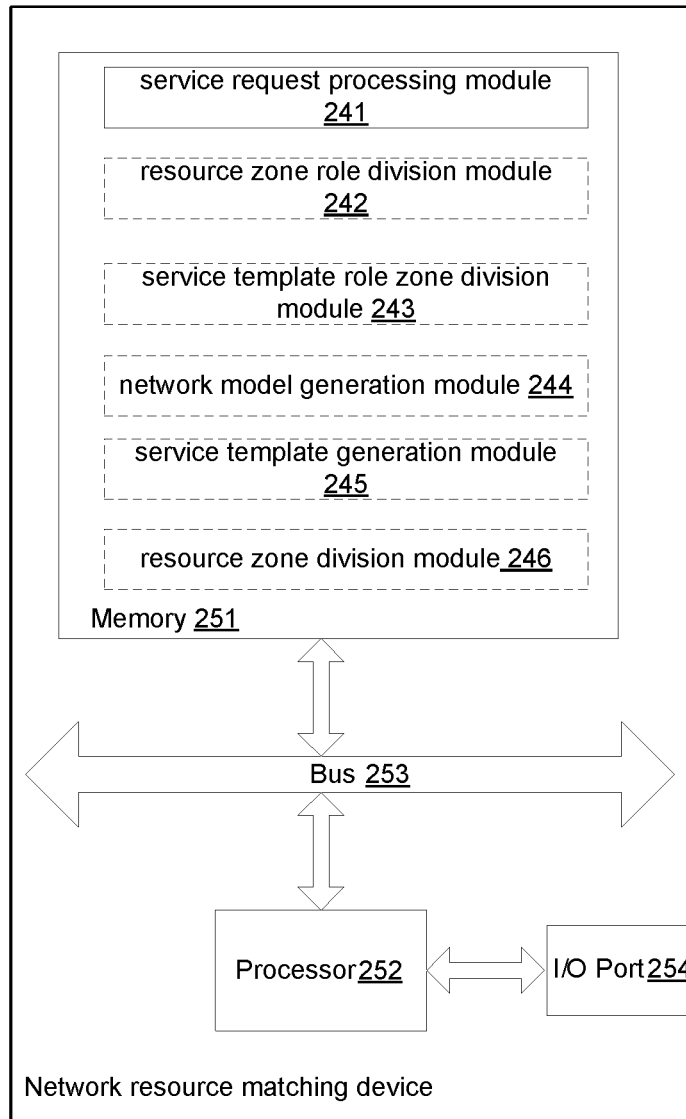 service request processing module
241
resource zone role division module
242
service template role zone division
module 243
network model generation module 244
service template generation module
245
resource zone division module 246
Memory 251
Bus 253
Processor252
I/O Port254
Network resource matching device